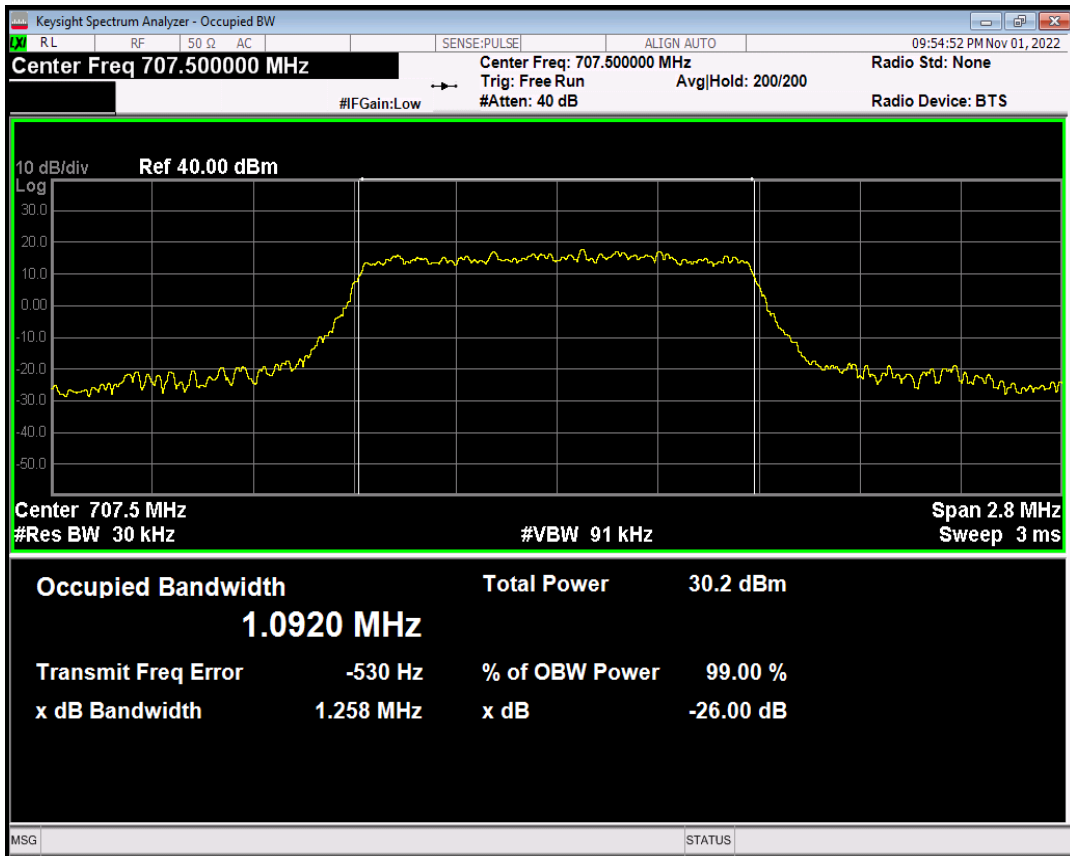 Keysight Spectrum Analyzer - Occupied BW
LXI RL RF 50 Ω AC SENSE:PULSE ALIGN AUTO 09:54:52 PM Nov 01, 2022
Center Freq 707.500000 MHz Center Freq: 707.500000 MHz Radio Std: None
Trig: Free Run Avg|Hold: 200/200
#IFGain:Low #Atten: 40 dB Radio Device: BTS
10 dB/div Ref 40.00 dBm
Log
30.0
20.0
10.0
0.00
-10.0
-20.0
-30.0
-40.0
-50.0
Center 707.5 MHz Span 2.8 MHz
#Res BW 30 kHz #VBW 91 kHz Sweep 3 ms
Occupied Bandwidth Total Power 30.2 dBm
1.0920 MHz
Transmit Freq Error -530 Hz % of OBW Power 99.00 %
x dB Bandwidth 1.258 MHz x dB -26.00 dB
MSG STATUS